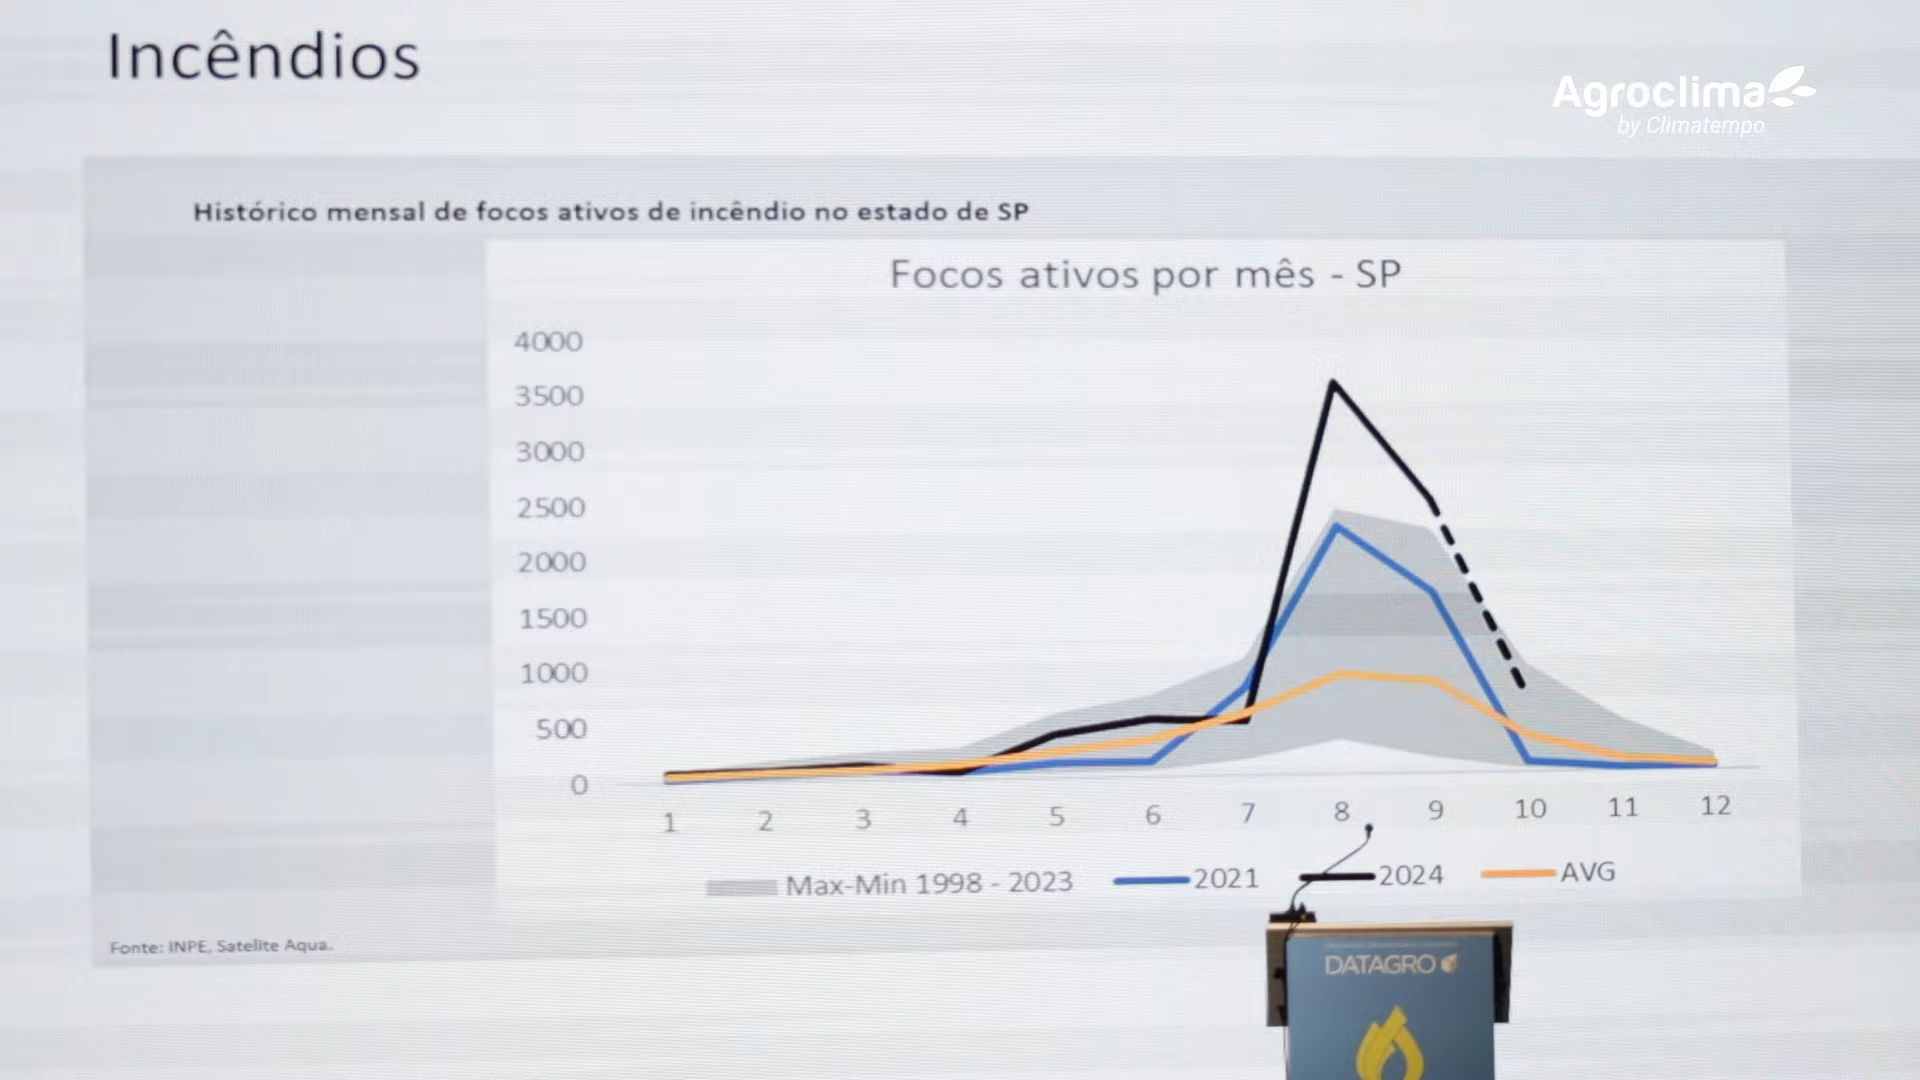 Incêndios
Agroclima
by Climatempo
Histórico mensal de focos ativos de incêndio no estado de SP
Focos ativos por mês - SP
4000
3500
3000
2500
2000
1500
1000
500
0
1 2 3 4 5 6 7 8 9 10 11 12
Max-Min 1998 - 2023 2021 2024 AVG
Fonte: INPE, Satelite Aqua.
DATAGRO